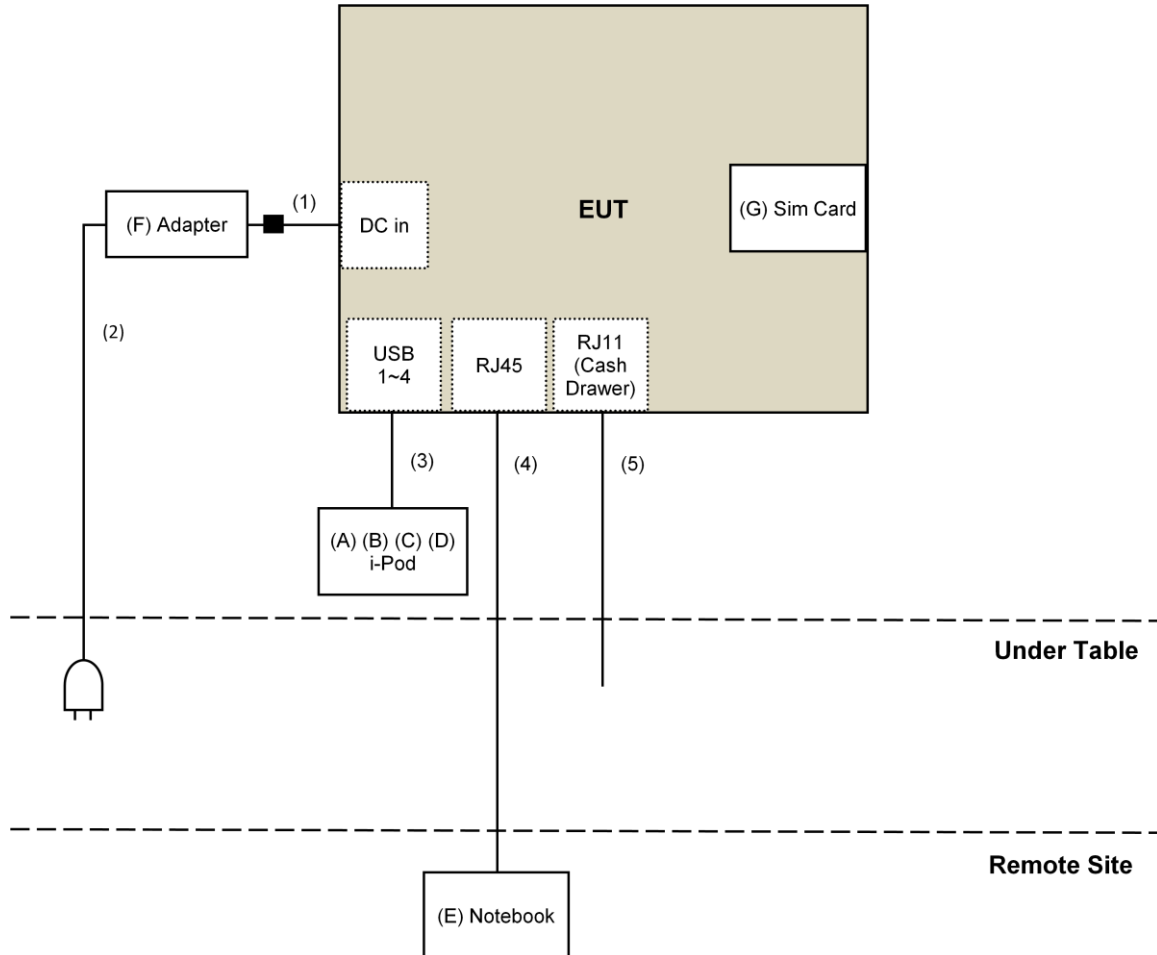 (1)
(F) Adapter
DC in
EUT
(G) Sim Card
(2)
USB
1~4
RJ45
RJ11
(Cash
Drawer)
(3)
(4)
(5)
(A) (B) (C) (D)
i-Pod
Under Table
Remote Site
(E) Notebook